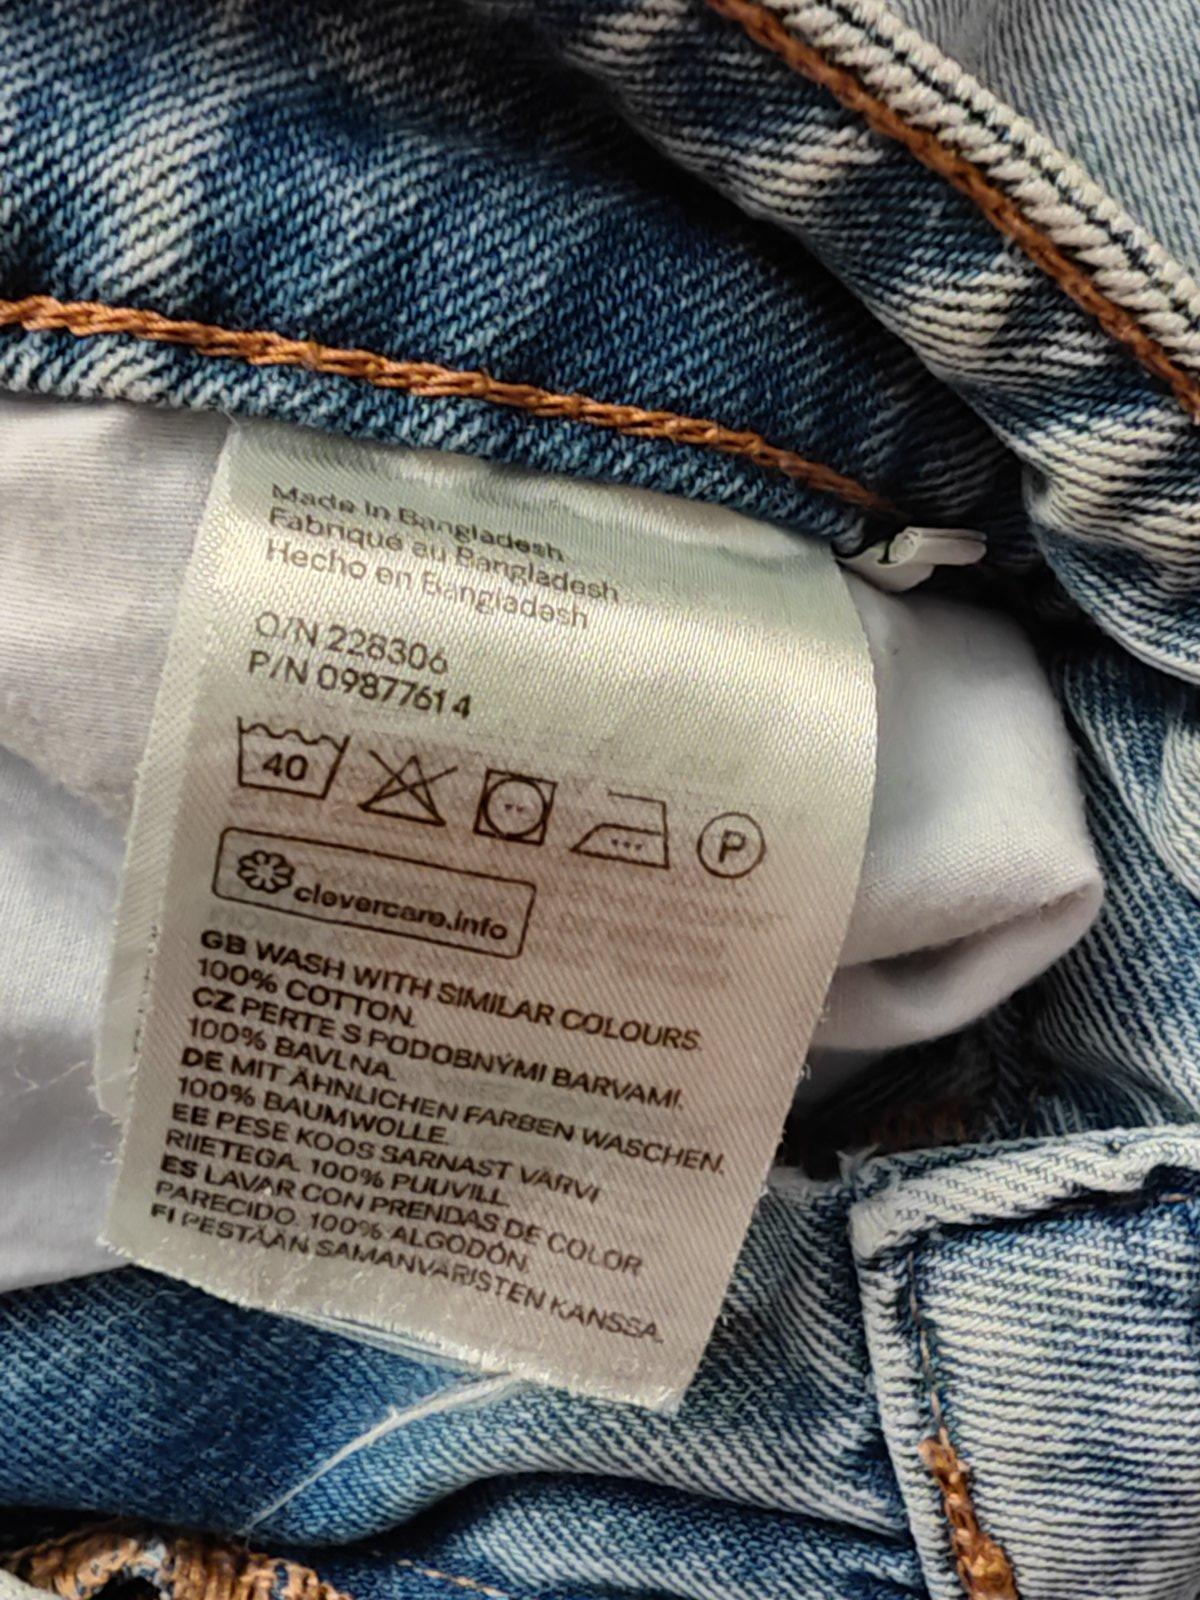 Made in Bangladesh
Fabriqué au Bangladesh
Hecho en Bangladesh
O/N 228306
P/N 09877614
40
P
clevercare.info
GB WASH WITH SIMILAR COLOURS.
100% COTTON.
CZ PERTE S PODOBNÝMI BARVAMI.
100% BAVLNA.
DE MIT ÄHNLICHEN FARBEN WASCHEN.
100% BAUMWOLLE.
EE PESE KOOS SARNAST VÄRVI
RIIETEGA. 100% PUUVILL.
ES LAVAR CON PRENDAS DE COLOR
PARECIDO. 100% ALGODÓN.
FI PESTÄÄN SAMANVÄRISTEN KANSSA.